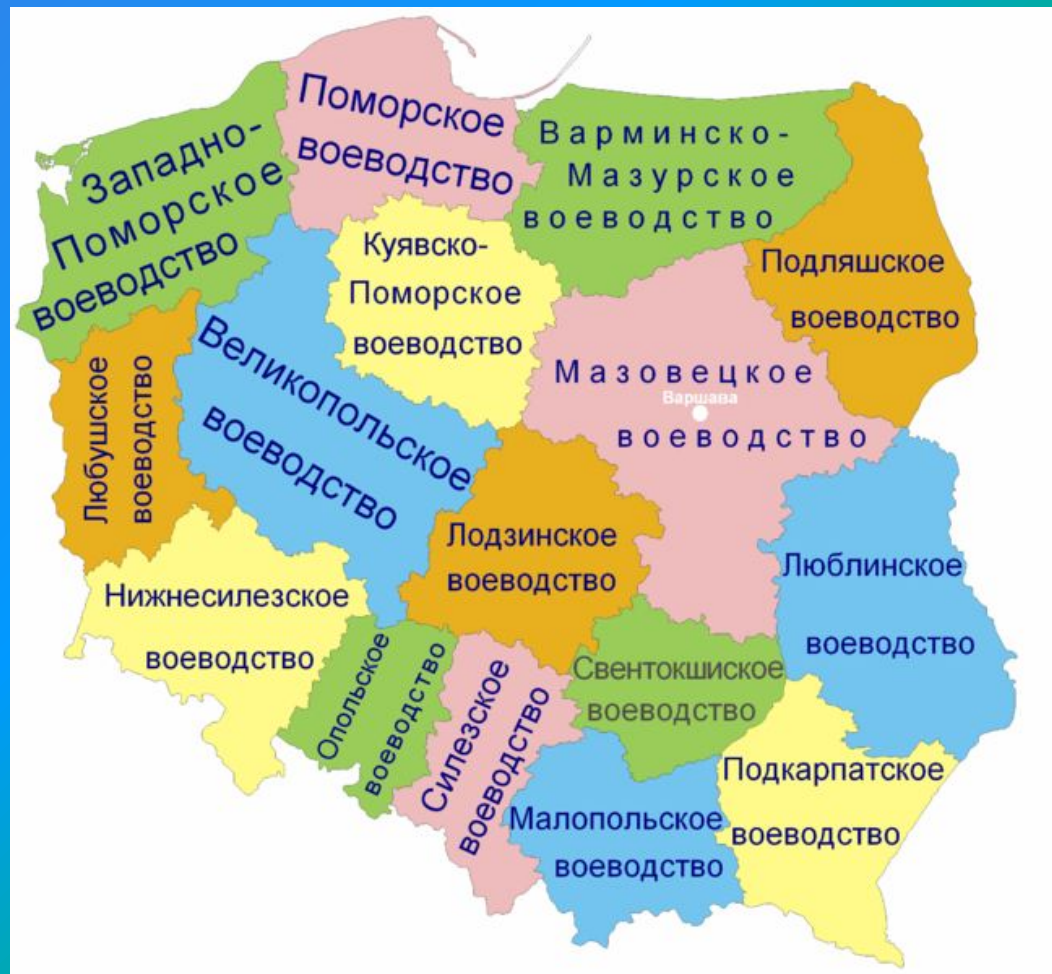 Западно-
Поморское
воеводство
Поморское
воеводство
Варминско-
Мазурское
воеводство
Подляшское
воеводство
Куявско-
Поморское
воеводство
Мазовецкое
Варшава
воеводство
Великопольское
воеводство
Любушское
воеводство
Лодзинское
воеводство
Люблинское
воеводство
Нижнесилезское
воеводство
Опольское
воеводство
Силезское
воеводство
Свентокшиское
воеводство
Малопольское
воеводство
Подкарпатское
воеводство